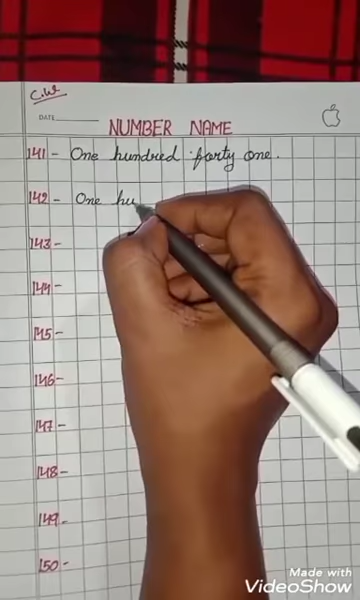 C.W
DATE
NUMBER NAME
141- One hundred forty one.
142- One hu
143-
144-
145-
146-
147-
148-
149-
150-
Made with
VideoShow